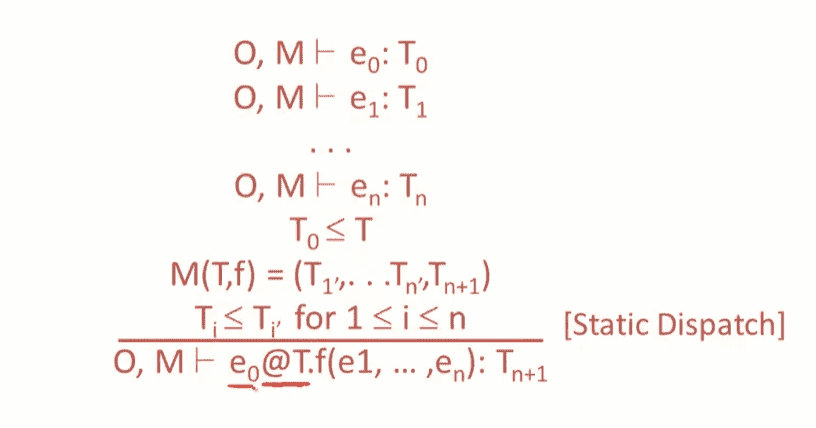 O, M ⊢ e₀: T₀
O, M ⊢ e₁: T₁
. . .
O, M ⊢ eₙ: Tₙ
T₀ ≤ T
M(T,f) = (T₁′,. . .Tₙ′,Tₙ₊₁)
Tᵢ ≤ Tᵢ′ for 1 ≤ i ≤ n
[Static Dispatch]
O, M ⊢ e₀@T.f(e1, … ,eₙ): Tₙ₊₁